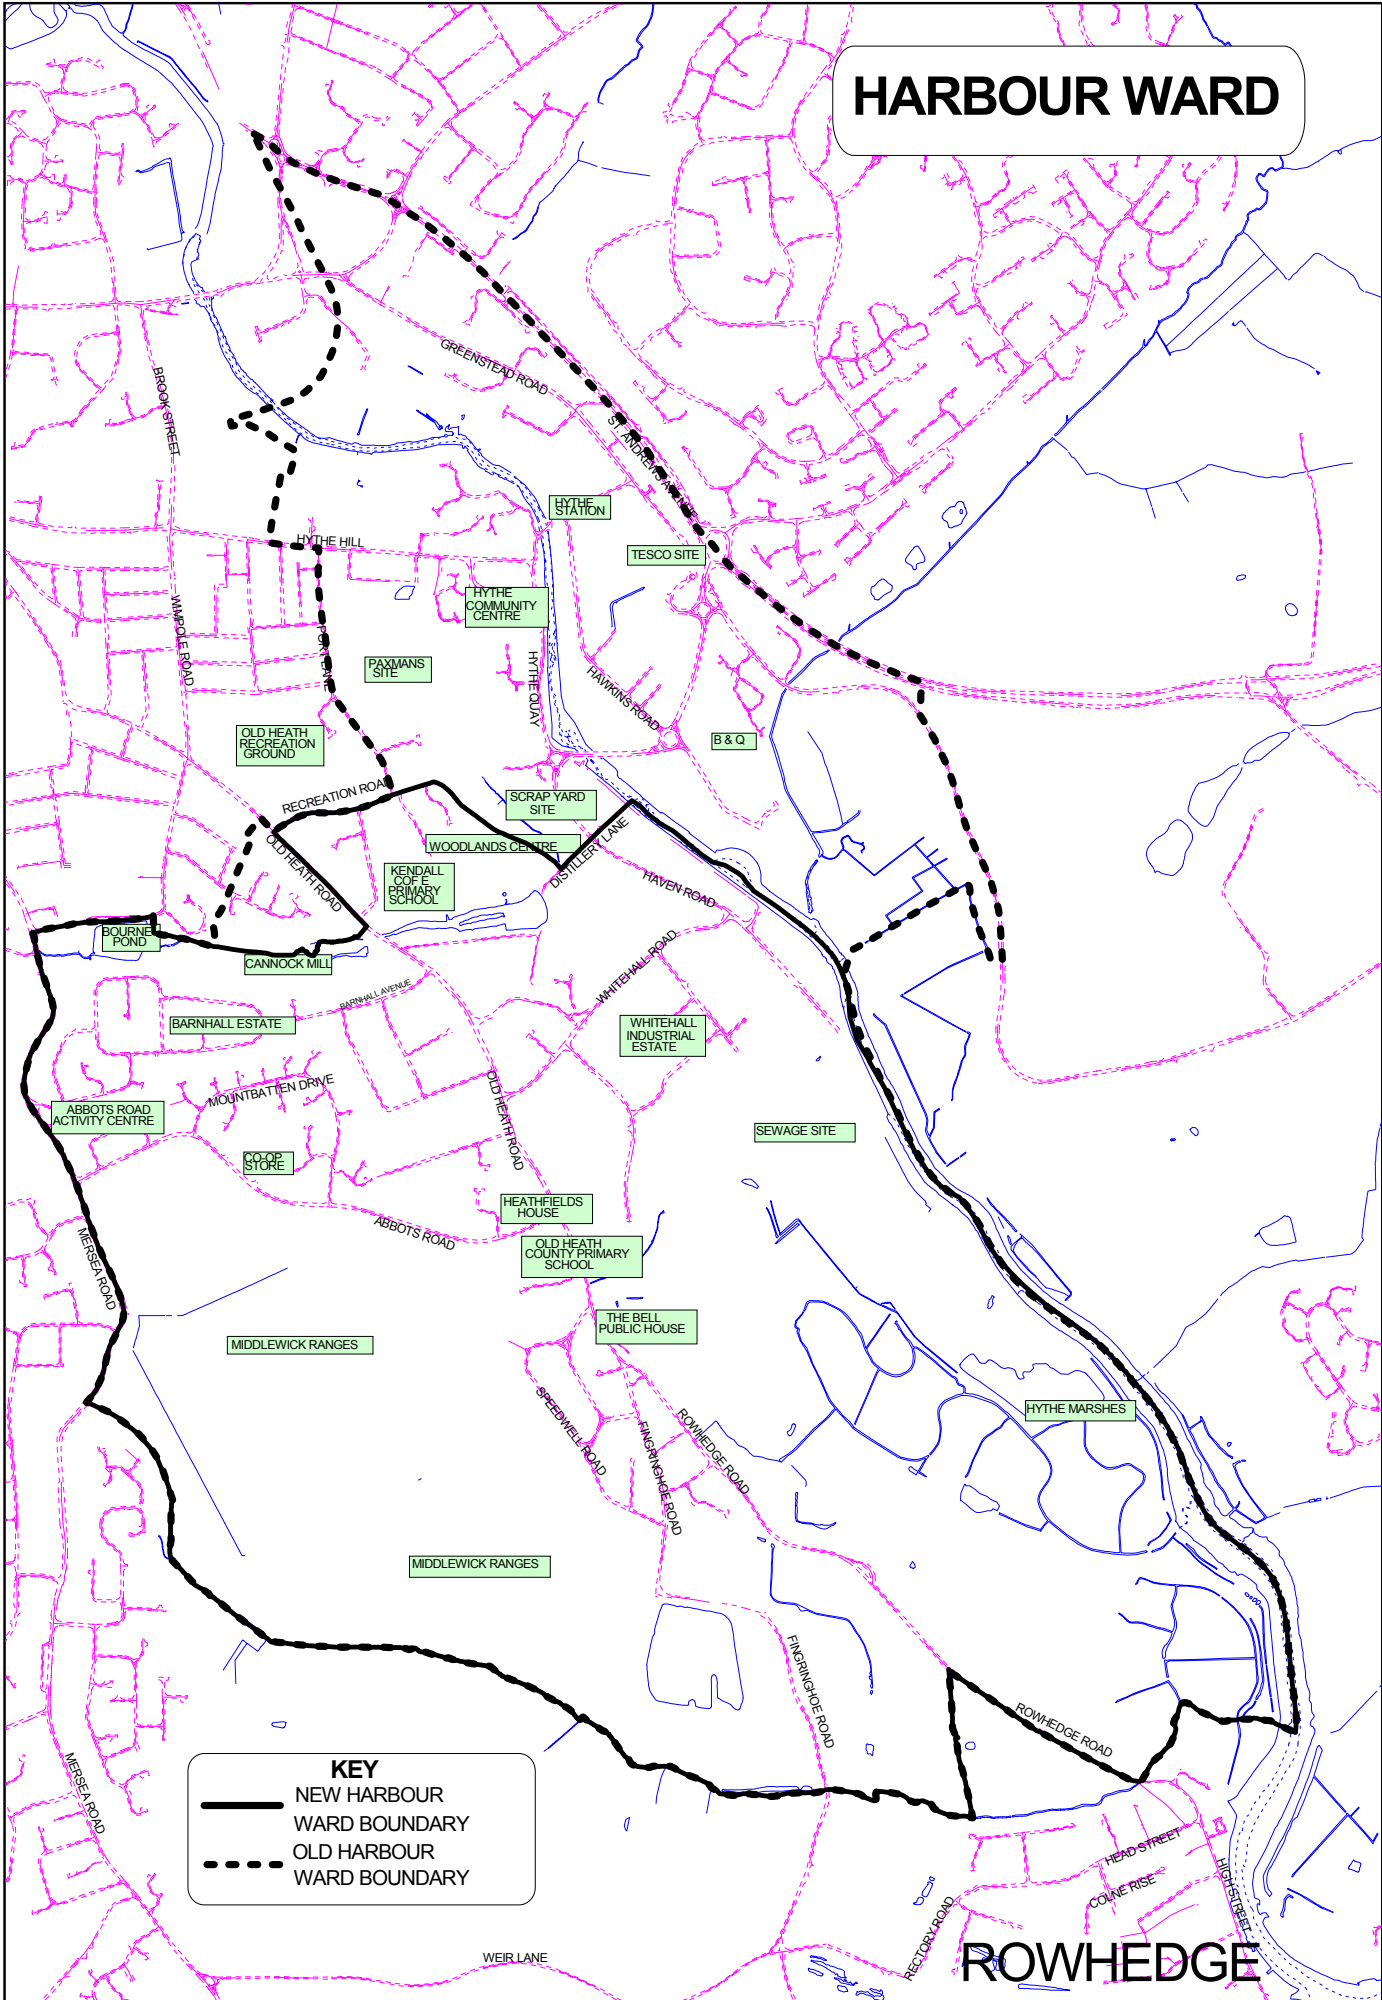 HARBOUR WARD
GREENSTEAD ROAD
BROOK STREET
ST. ANDREWS AVENUE
HYTHE
STATION
HYTHE HILL
TESCO SITE
HYTHE
COMMUNITY
CENTRE
WIMPOLE ROAD
PORT LANE
PAXMANS
SITE
HYTHE QUAY
HAWKINS ROAD
OLD HEATH
RECREATION
GROUND
B & Q
RECREATION ROAD
SCRAP YARD
SITE
OLD HEATH ROAD
WOODLANDS CENTRE
DISTILLERY LANE
KENDALL
C OF E
PRIMARY
SCHOOL
HAVEN ROAD
BOURNE
POND
CANNOCK MILL
WHITEHALL ROAD
BARNHALL AVENUE
BARNHALL ESTATE
WHITEHALL
INDUSTRIAL
ESTATE
MOUNTBATTEN DRIVE
OLD HEATH ROAD
ABBOTS ROAD
ACTIVITY CENTRE
SEWAGE SITE
CO-OP
STORE
HEATHFIELDS
HOUSE
ABBOTS ROAD
MERSEA ROAD
OLD HEATH
COUNTY PRIMARY
SCHOOL
THE BELL
PUBLIC HOUSE
MIDDLEWICK RANGES
HYTHE MARSHES
SPEEDWELL ROAD
FINGRINGHOE ROAD
ROWHEDGE ROAD
MIDDLEWICK RANGES
FINGRINGHOE ROAD
ROWHEDGE ROAD
MERSEA ROAD
KEY
NEW HARBOUR
WARD BOUNDARY
OLD HARBOUR
WARD BOUNDARY
HEAD STREET
COLNE RISE
HIGH STREET
RECTORY ROAD
WEIR LANE
ROWHEDGE